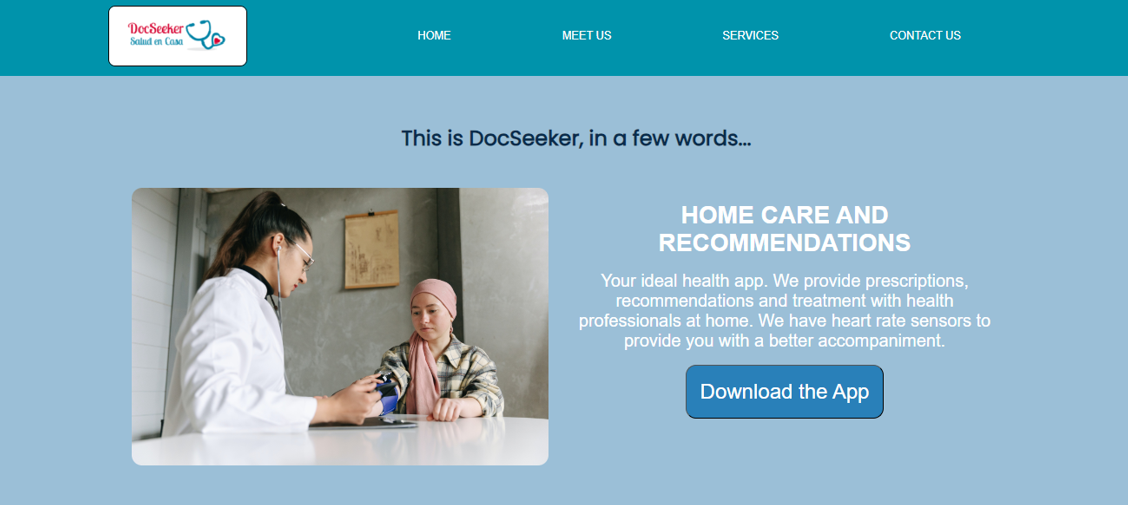 DocSeeker
Salud en Casa
HOME
MEET US
SERVICES
CONTACT US
This is DocSeeker, in a few words...
HOME CARE AND
RECOMMENDATIONS
Your ideal health app. We provide prescriptions,
recommendations and treatment with health
professionals at home. We have heart rate sensors to
provide you with a better accompaniment.
Download the App